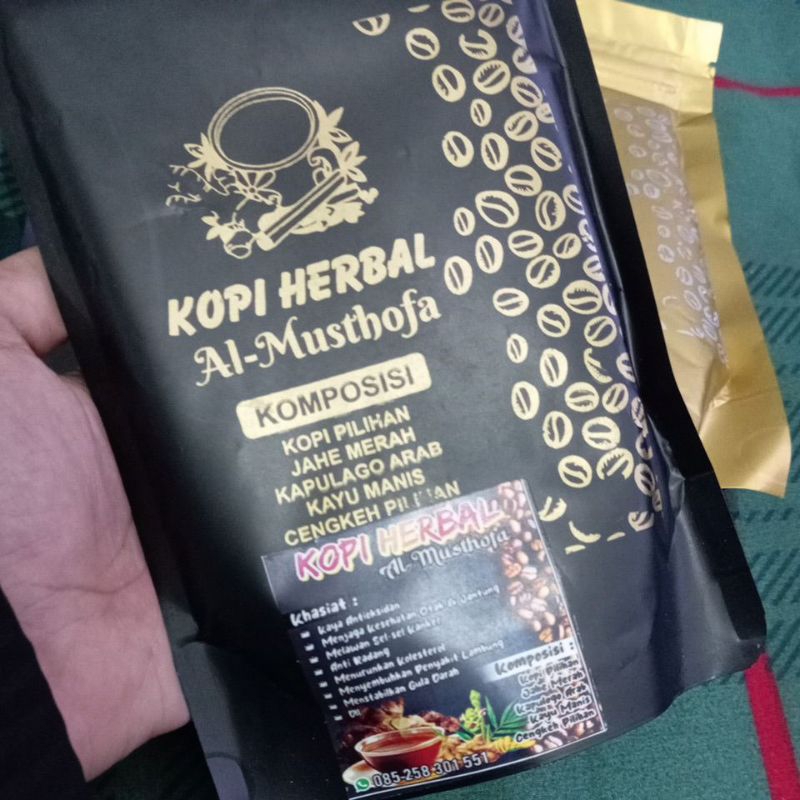 KOPI HERBAL
Al-Musthofa
KOMPOSISI
KOPI PILIHAN
JAHE MERAH
KAPULAGO ARAB
KAYU MANIS
CENGKEH PILIHAN
KOPI HERBAL
Al-Musthofa
Khasiat :
Kaya Antioksidan
Menjaga Kesehatan Otak & Jantung
Melawan Sel-sel Kanker
Anti Radang
Menurunkan Kolesterol
Menyembuhkan Penyakit Lambung
Menstabilkan Gula Darah
Dll
Komposisi :
Kopi Pilihan
Jahe Merah
Kapulago Arab
Kayu Manis
Cengkeh Pilihan
085-258-301 551